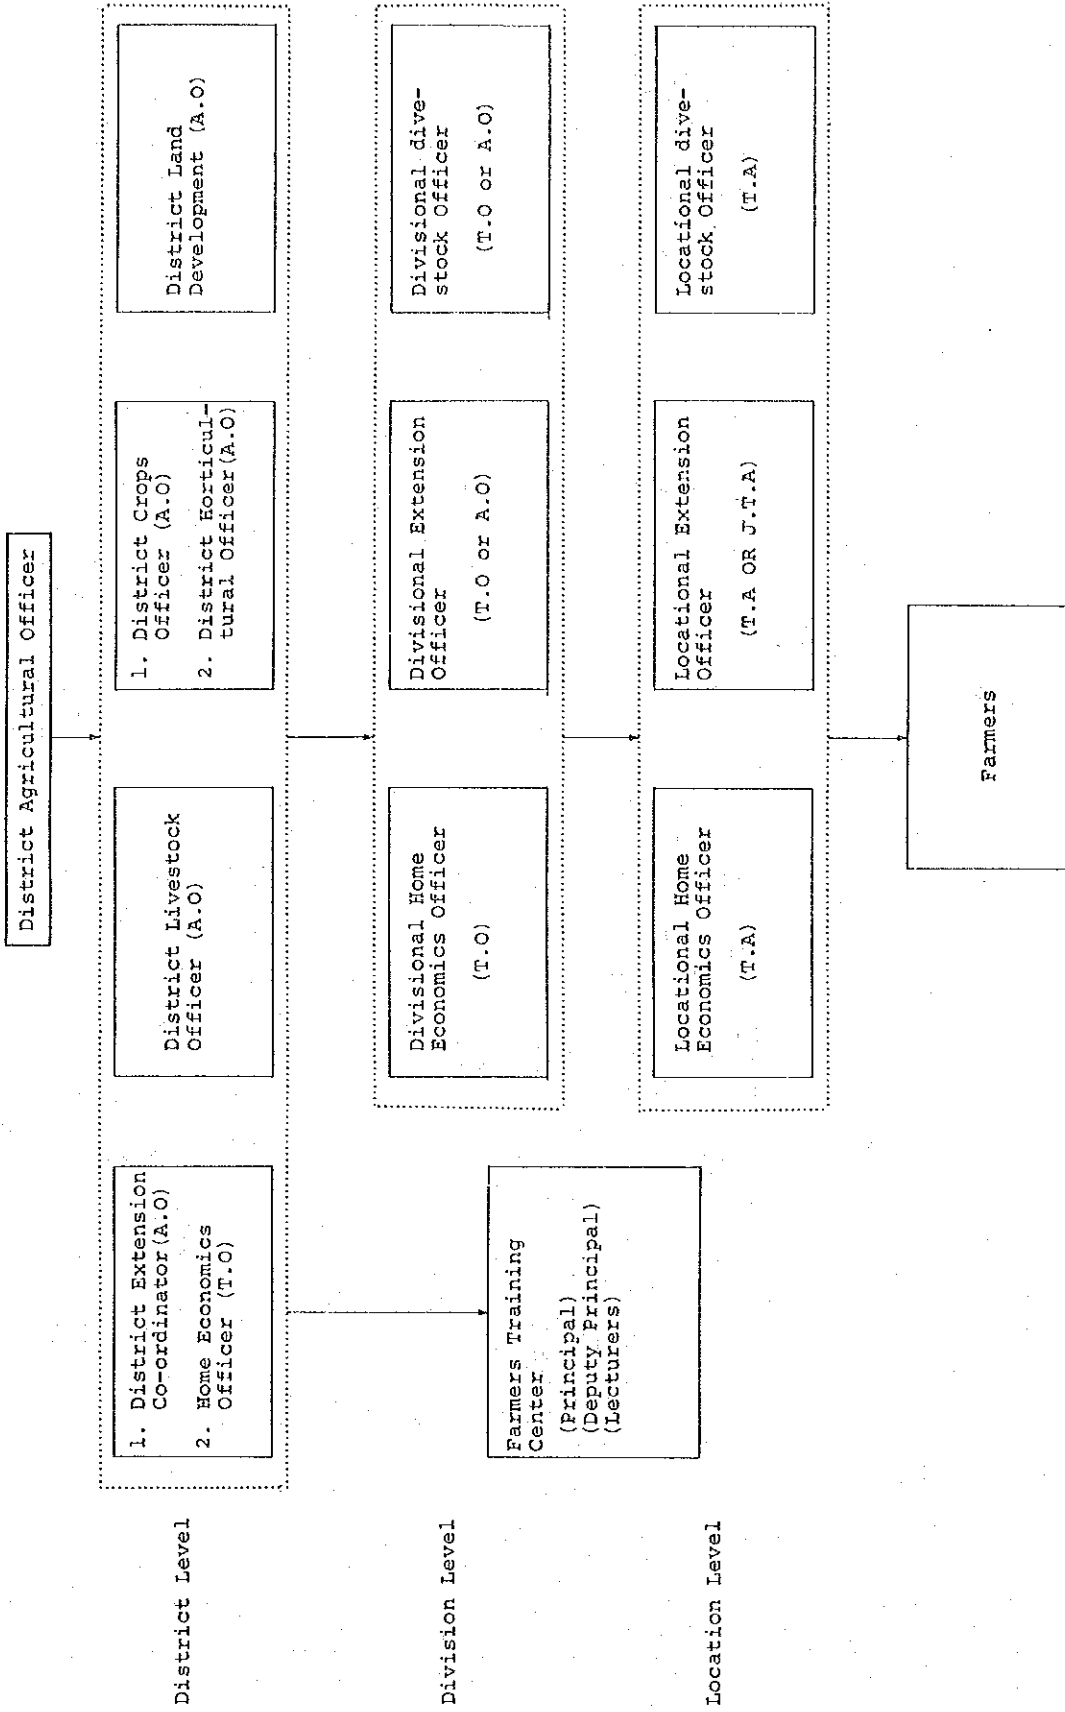 District Agricultural Officer
District Level
1. District Extension
Co-ordinator(A.O)
2. Home Economics
Officer (T.O)
District Livestock
Officer (A.O)
1. District Crops
Officer (A.O)
2. District Horticul-
tural Officer(A.O)
District Land
Development (A.O)
Division Level
Farmers Training
Center
(Principal)
(Deputy Principal)
(Lecturers)
Divisional Home
Economics Officer
(T.O)
Divisional Extension
Officer
(T.O or A.O)
Divisional dive-
stock Officer
(T.O or A.O)
Location Level
Locational Home
Economics Officer
(T.A)
Locational Extension
Officer
(T.A OR J.T.A)
Locational dive-
stock Officer
(T.A)
Farmers